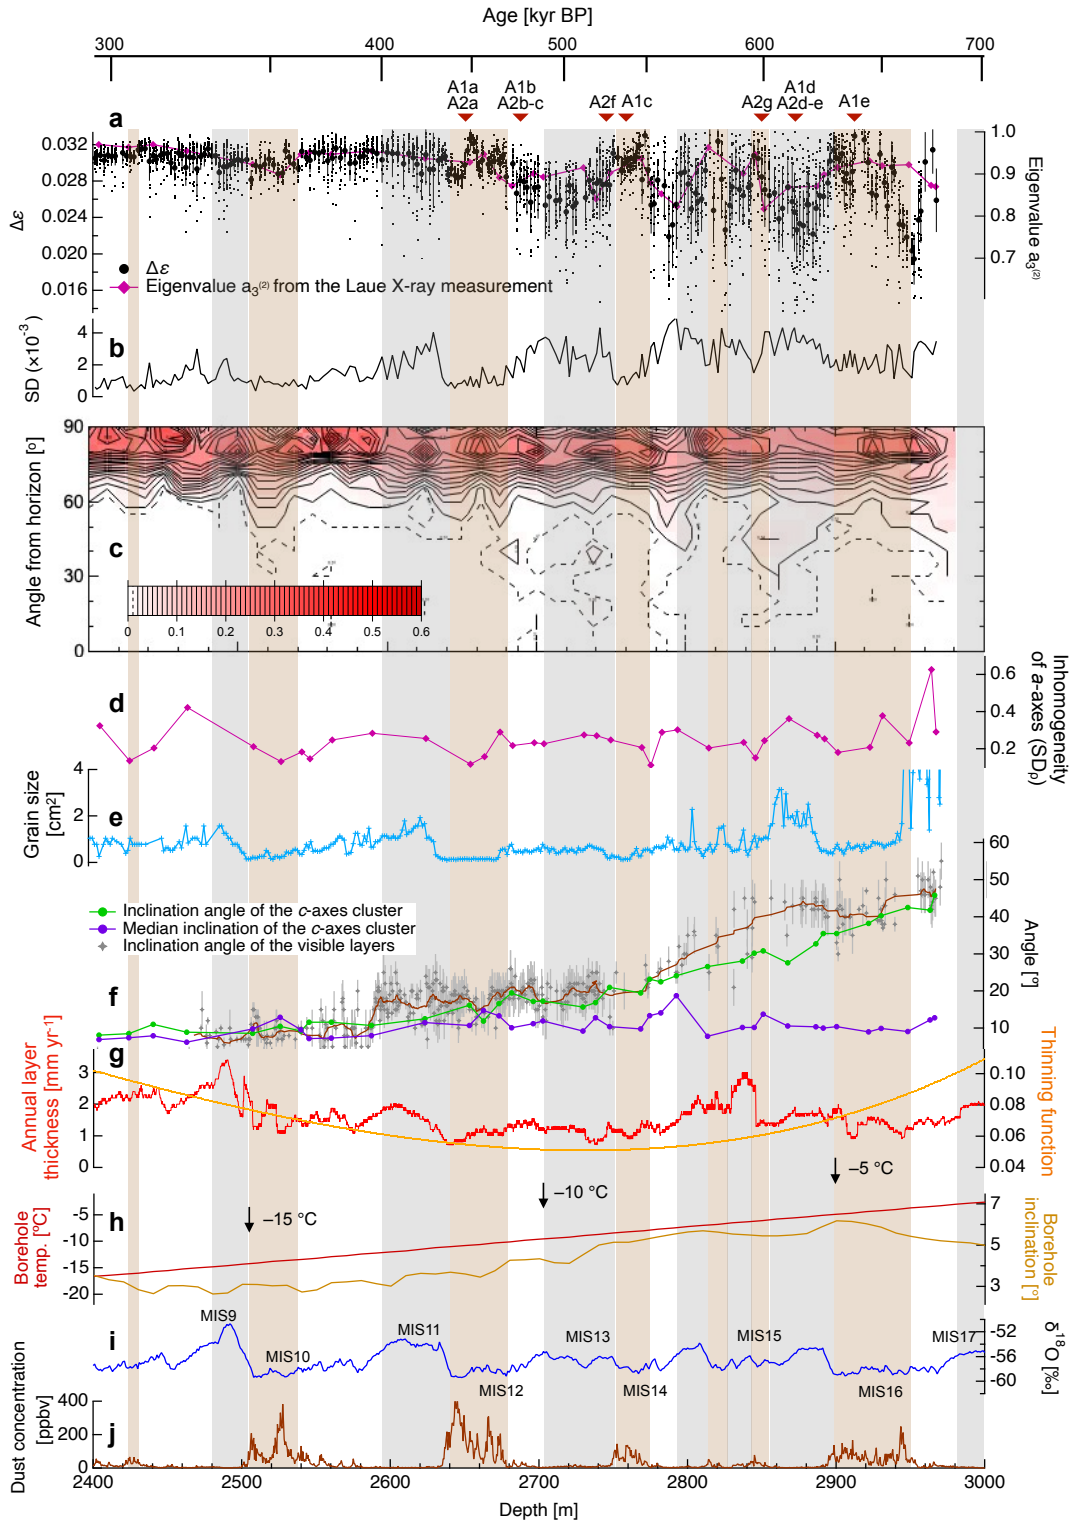 Age [kyr BP]
300 400 500 600 700
A1a A1b A1d
A2a A2b-c A2f A1c A2g A2d-e A1e
a
0.032
0.028
0.024
0.020
0.016
Δε
1.0
0.9
0.8
0.7
Eigenvalue a3(2)
Δε
Eigenvalue a3(2) from the Laue X-ray measurement
b
4
2
0
SD (×10-3)
90
60
30
0
Angle from horizon [o]
c
0 0.1 0.2 0.3 0.4 0.5 0.6
d
0.6
0.4
0.2
Inhomogeneity
of a-axes (SDp)
4
2
0
Grain size
[cm2]
e
Inclination angle of the c-axes cluster
Median inclination of the c-axes cluster
Inclination angle of the visible layers
60
50
40
30
20
10
Angle [°]
f
g
3
2
1
0
Annual layer
thickness [mm yr-1]
0.10
0.08
0.06
0.04
Thinning function
–15 °C
–10 °C
–5 °C
h
-5
-10
-15
-20
Borehole
temp. [ºC]
7
5
3
Borehole
inclination [°]
MIS9
MIS10
MIS11
MIS12
MIS13
MIS14
MIS15
MIS16
MIS17
i
-52
-56
-60
δ18O [‰]
j
400
200
0
Dust concentration
[ppbv]
2400 2500 2600 2700 2800 2900 3000
Depth [m]